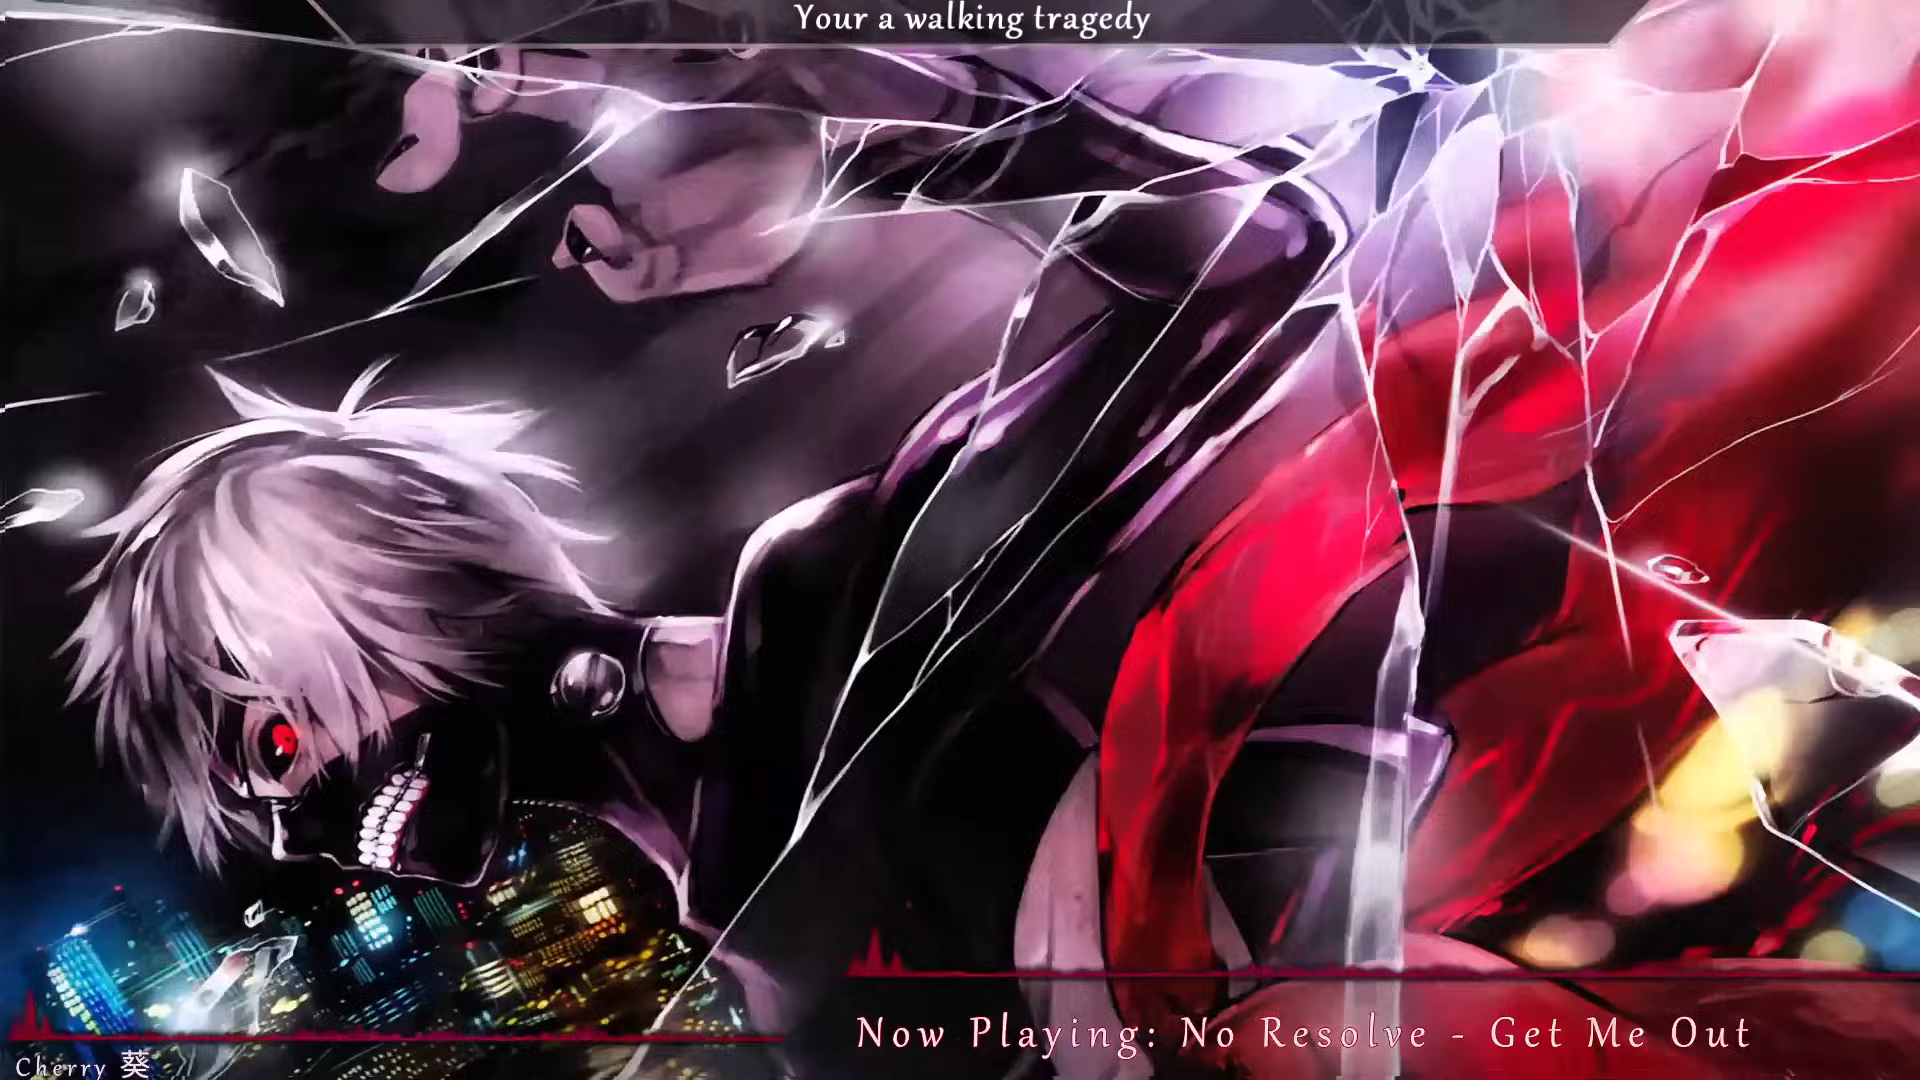 Your a walking tragedy
Now Playing: No Resolve - Get Me Out
Cherry 葵